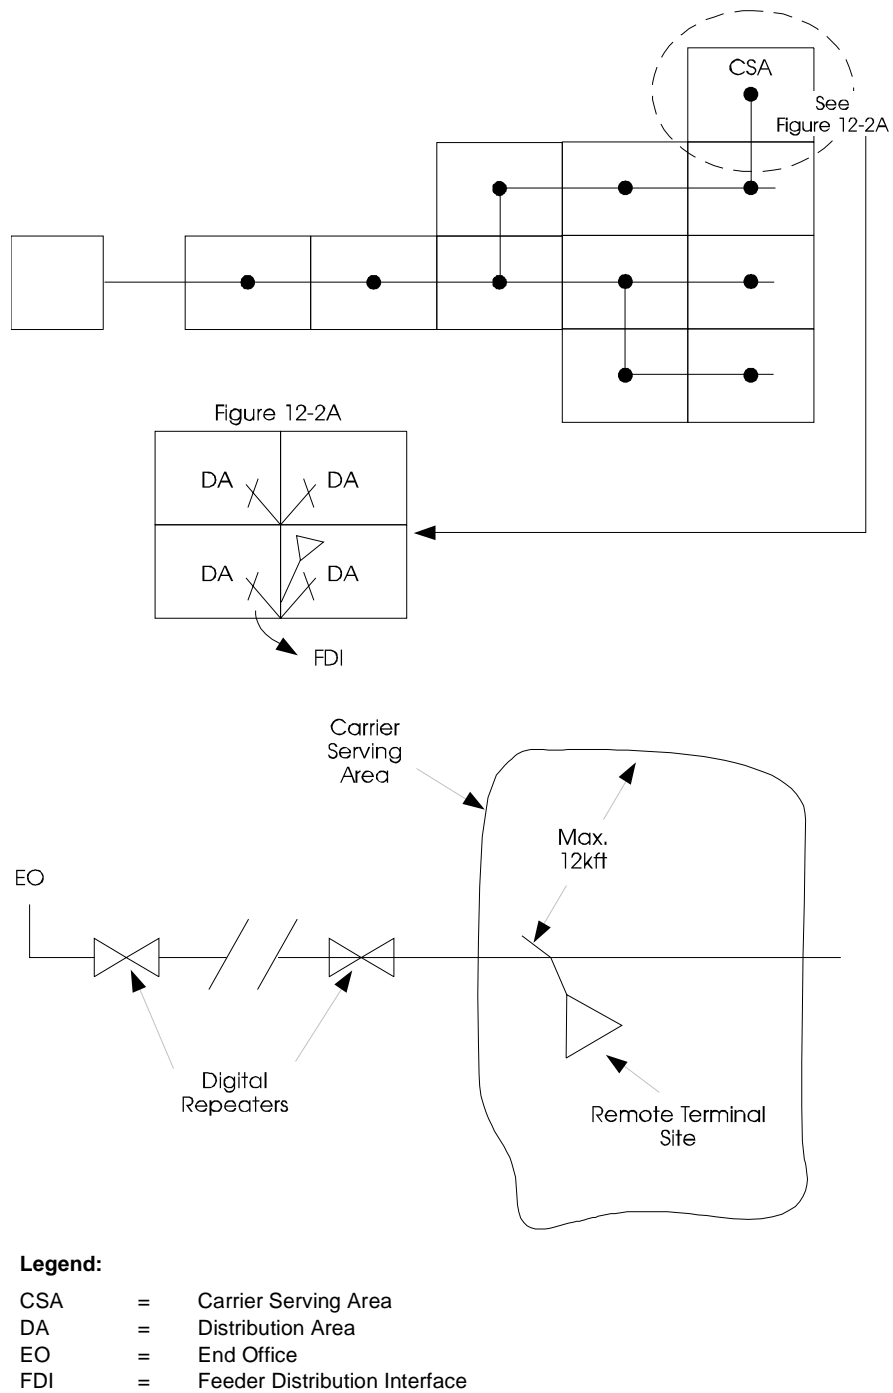 CSA
See
Figure 12-2A
Figure 12-2A
DA
DA
DA
DA
FDI
Carrier
Serving
Area
Max.
12kft
EO
Digital
Repeaters
Remote Terminal
Site
Legend:
CSA = Carrier Serving Area
DA = Distribution Area
EO = End Office
FDI = Feeder Distribution Interface